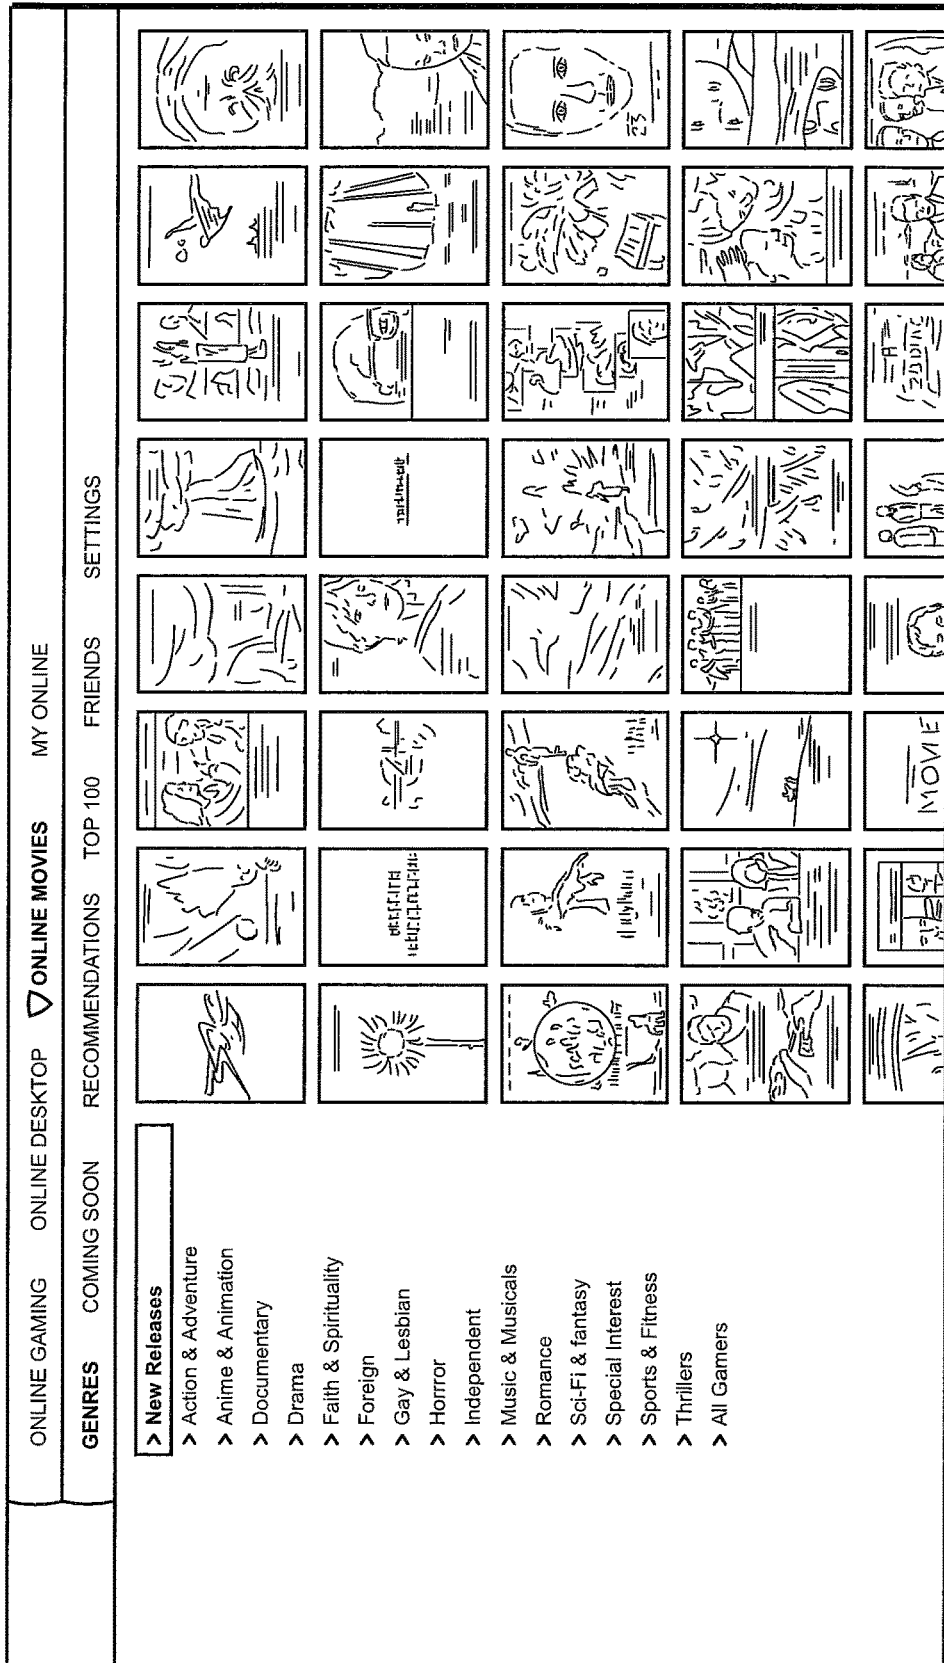 ONLINE GAMING ONLINE DESKTOP ONLINE MOVIES MY ONLINE
GENRES COMING SOON RECOMMENDATIONS TOP 100 FRIENDS SETTINGS
> New Releases
> Action & Adventure
> Anime & Animation
> Documentary
> Drama
> Faith & Spirituality
> Foreign
> Gay & Lesbian
> Horrror
> Independent
> Music & Musicals
> Romance
> Sci-Fi & fantasy
> Special Interest
> Sports & Fitness
> Thrillers
> All Gamers
23
MOVIE
A